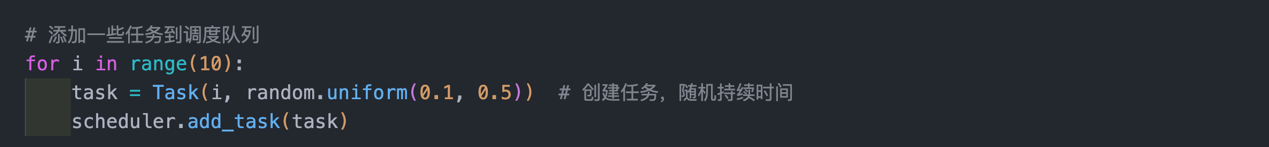 # 添加一些任务到调度队列
for i in range(10):
    task = Task(i, random.uniform(0.1, 0.5))  # 创建任务，随机持续时间
    scheduler.add_task(task)